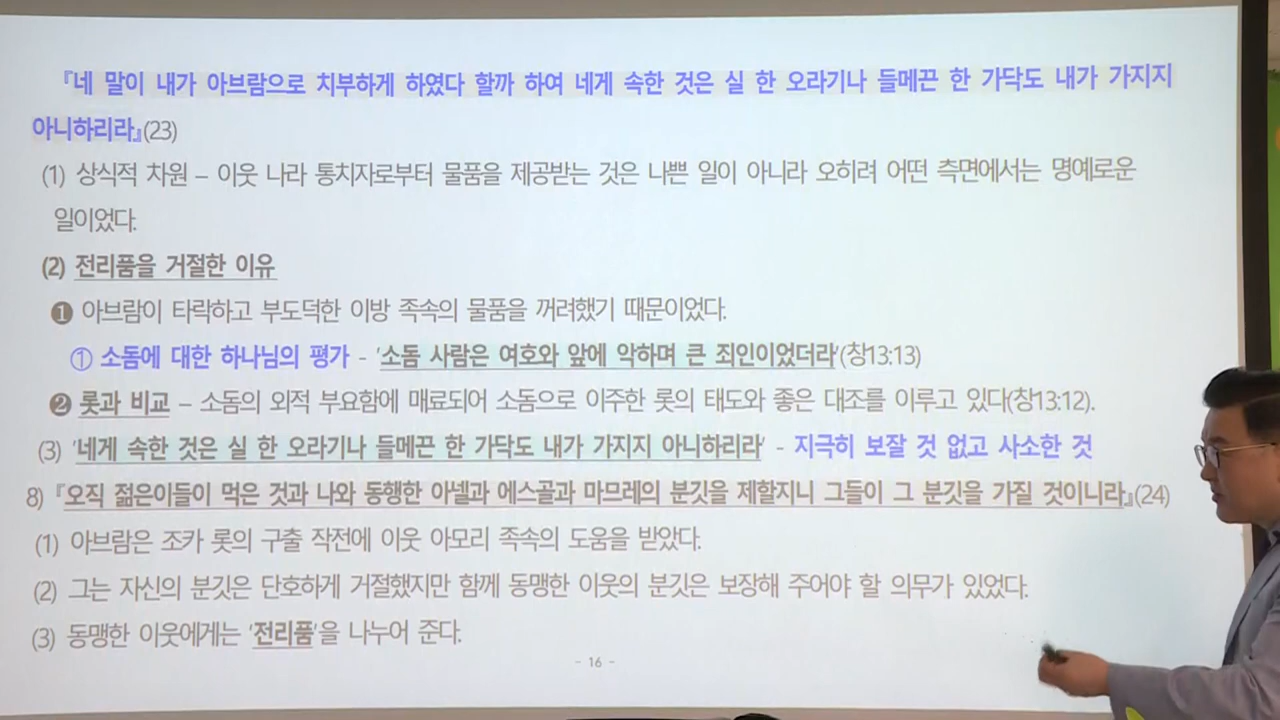 『네 말이 내가 아브람으로 치부하게 하였다 할까 하여 네게 속한 것은 실 한 오라기나 들메끈 한 가닥도 내가 가지지
아니하리라』(23)
(1) 상식적 차원 – 이웃 나라 통치자로부터 물품을 제공받는 것은 나쁜 일이 아니라 오히려 어떤 측면에서는 명예로운
일이었다.
(2) 전리품을 거절한 이유
❶ 아브람이 타락하고 부도덕한 이방 족속의 물품을 꺼려했기 때문이었다.
① 소돔에 대한 하나님의 평가 - '소돔 사람은 여호와 앞에 악하며 큰 죄인이었더라'(창13:13)
❷ 롯과 비교 – 소돔의 외적 부요함에 매료되어 소돔으로 이주한 롯의 태도와 좋은 대조를 이루고 있다(창13:12).
(3) '네게 속한 것은 실 한 오라기나 들메끈 한 가닥도 내가 가지지 아니하리라' - 지극히 보잘 것 없고 사소한 것
8) 『오직 젊은이들이 먹은 것과 나와 동행한 아넬과 에스골과 마므레의 분깃을 제할지니 그들이 그 분깃을 가질 것이니라』(24)
(1) 아브람은 조카 롯의 구출 작전에 이웃 아모리 족속의 도움을 받았다.
(2) 그는 자신의 분깃은 단호하게 거절했지만 함께 동맹한 이웃의 분깃은 보장해 주어야 할 의무가 있었다.
(3) 동맹한 이웃에게는 '전리품'을 나누어 준다.
- 16 -